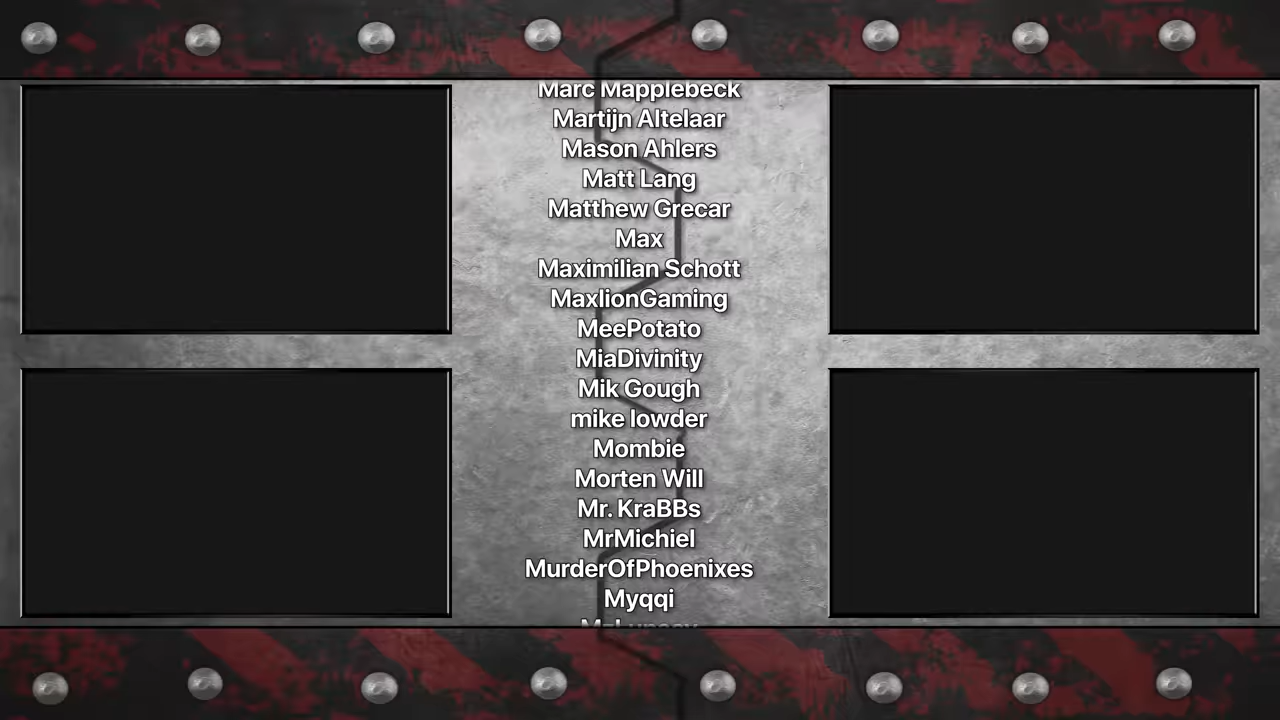 Marc Mapplebeck
Martijn Altelaar
Mason Ahlers
Matt Lang
Matthew Grecar
Max
Maximilian Schott
MaxlionGaming
MeePotato
MiaDivinity
Mik Gough
mike lowder
Mombie
Morten Will
Mr. KraBBs
MrMichiel
MurderOfPhoenixes
Myqqi